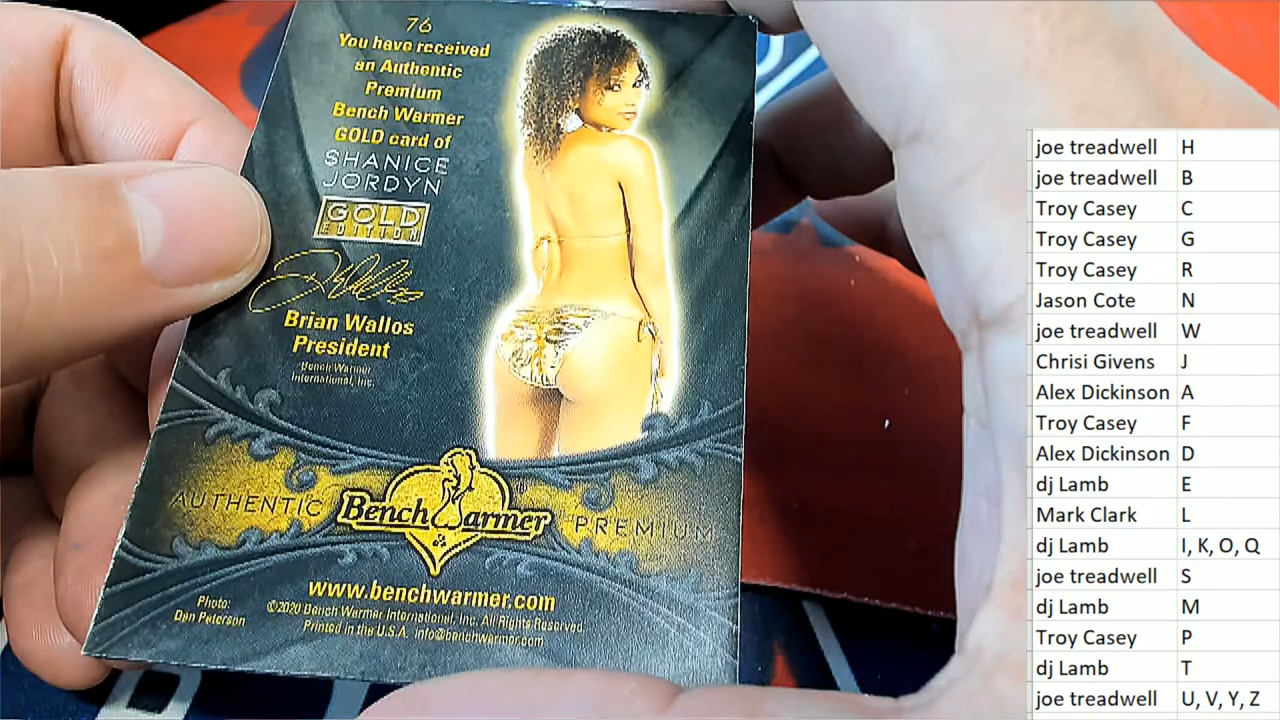 76
You have received
an Authentic
Premium
Bench Warmer
GOLD card of
SHANICE
JORDYN
GOLD
EDITION
Brian Wallos
President
Bench Warmer
International, Inc.
AUTHENTIC
Bench Warmer
PREMIUM
www.benchwarmer.com
Photo:
Dan Peterson
©2020 Bench Warmer International, Inc. All Rights Reserved.
Printed in the U.S.A. info@benchwarmer.com
joe treadwell H
joe treadwell B
Troy Casey C
Troy Casey G
Troy Casey R
Jason Cote N
joe treadwell W
Chrisi Givens J
Alex Dickinson A
Troy Casey F
Alex Dickinson D
dj Lamb E
Mark Clark L
dj Lamb I, K, O, Q
joe treadwell S
dj Lamb M
Troy Casey P
dj Lamb T
joe treadwell U, V, Y, Z